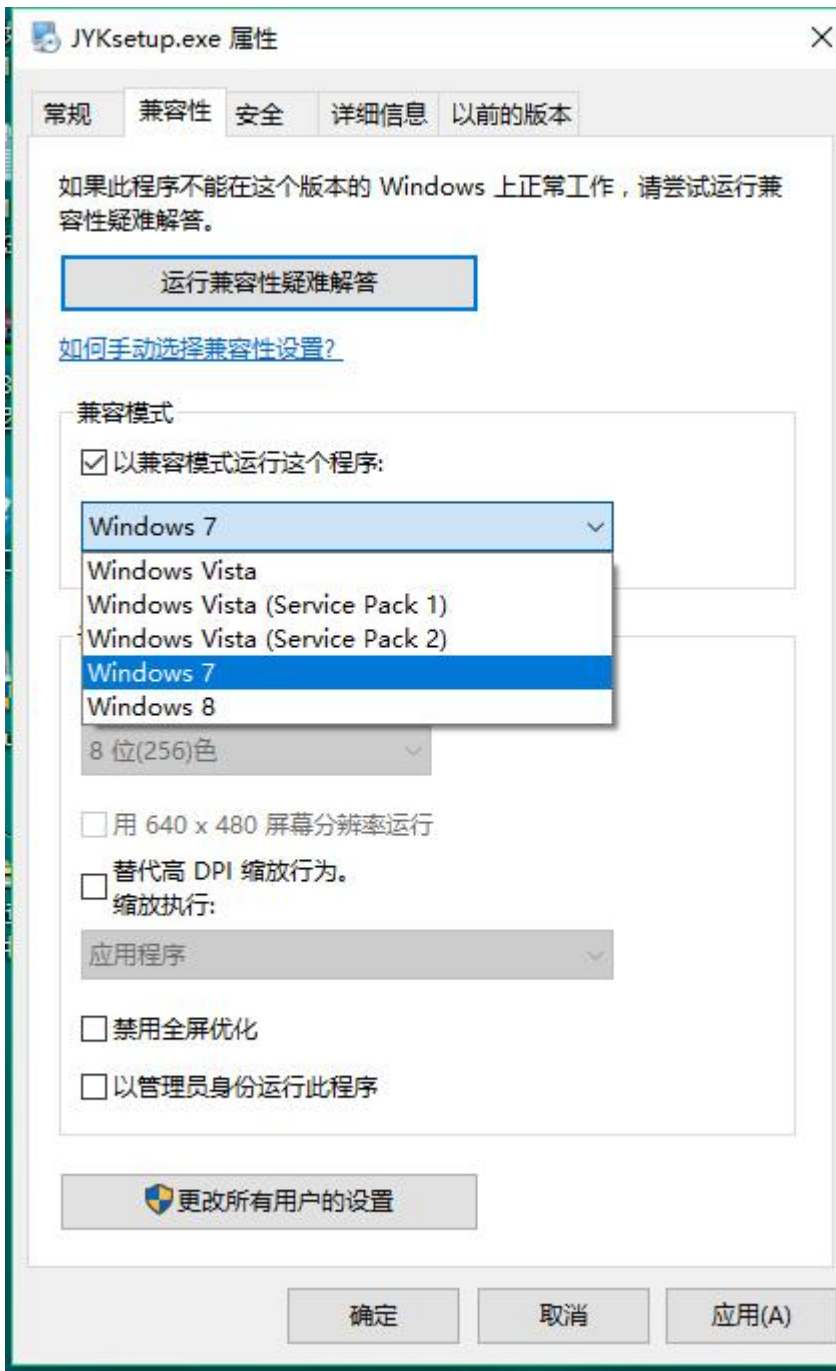 JYKsetup.exe 属性
常规 兼容性 安全 详细信息 以前的版本
如果此程序不能在这个版本的 Windows 上正常工作，请尝试运行兼
容性疑难解答。
运行兼容性疑难解答
如何手动选择兼容性设置?
兼容模式
以兼容模式运行这个程序:
Windows 7
Windows Vista
Windows Vista (Service Pack 1)
Windows Vista (Service Pack 2)
Windows 7
Windows 8
8 位(256)色
用 640 x 480 屏幕分辨率运行
替代高 DPI 缩放行为。
缩放执行:
应用程序
禁用全屏优化
以管理员身份运行此程序
更改所有用户的设置
确定 取消 应用(A)